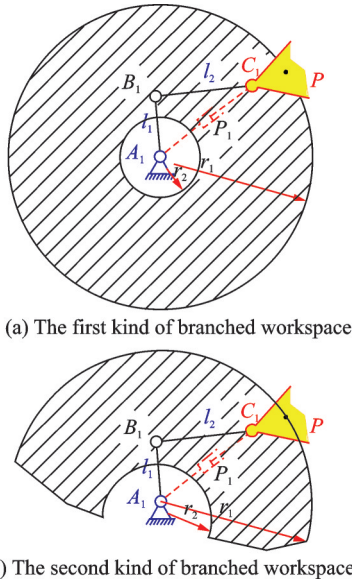 C₁
l₂
B₁
P
l₁
P₁
A₁
r₂
r₁
(a) The first kind of branched workspace
C₁
l₂
P
B₁
l₁
P₁
A₁
r₂
r₁
) The second kind of branched workspace